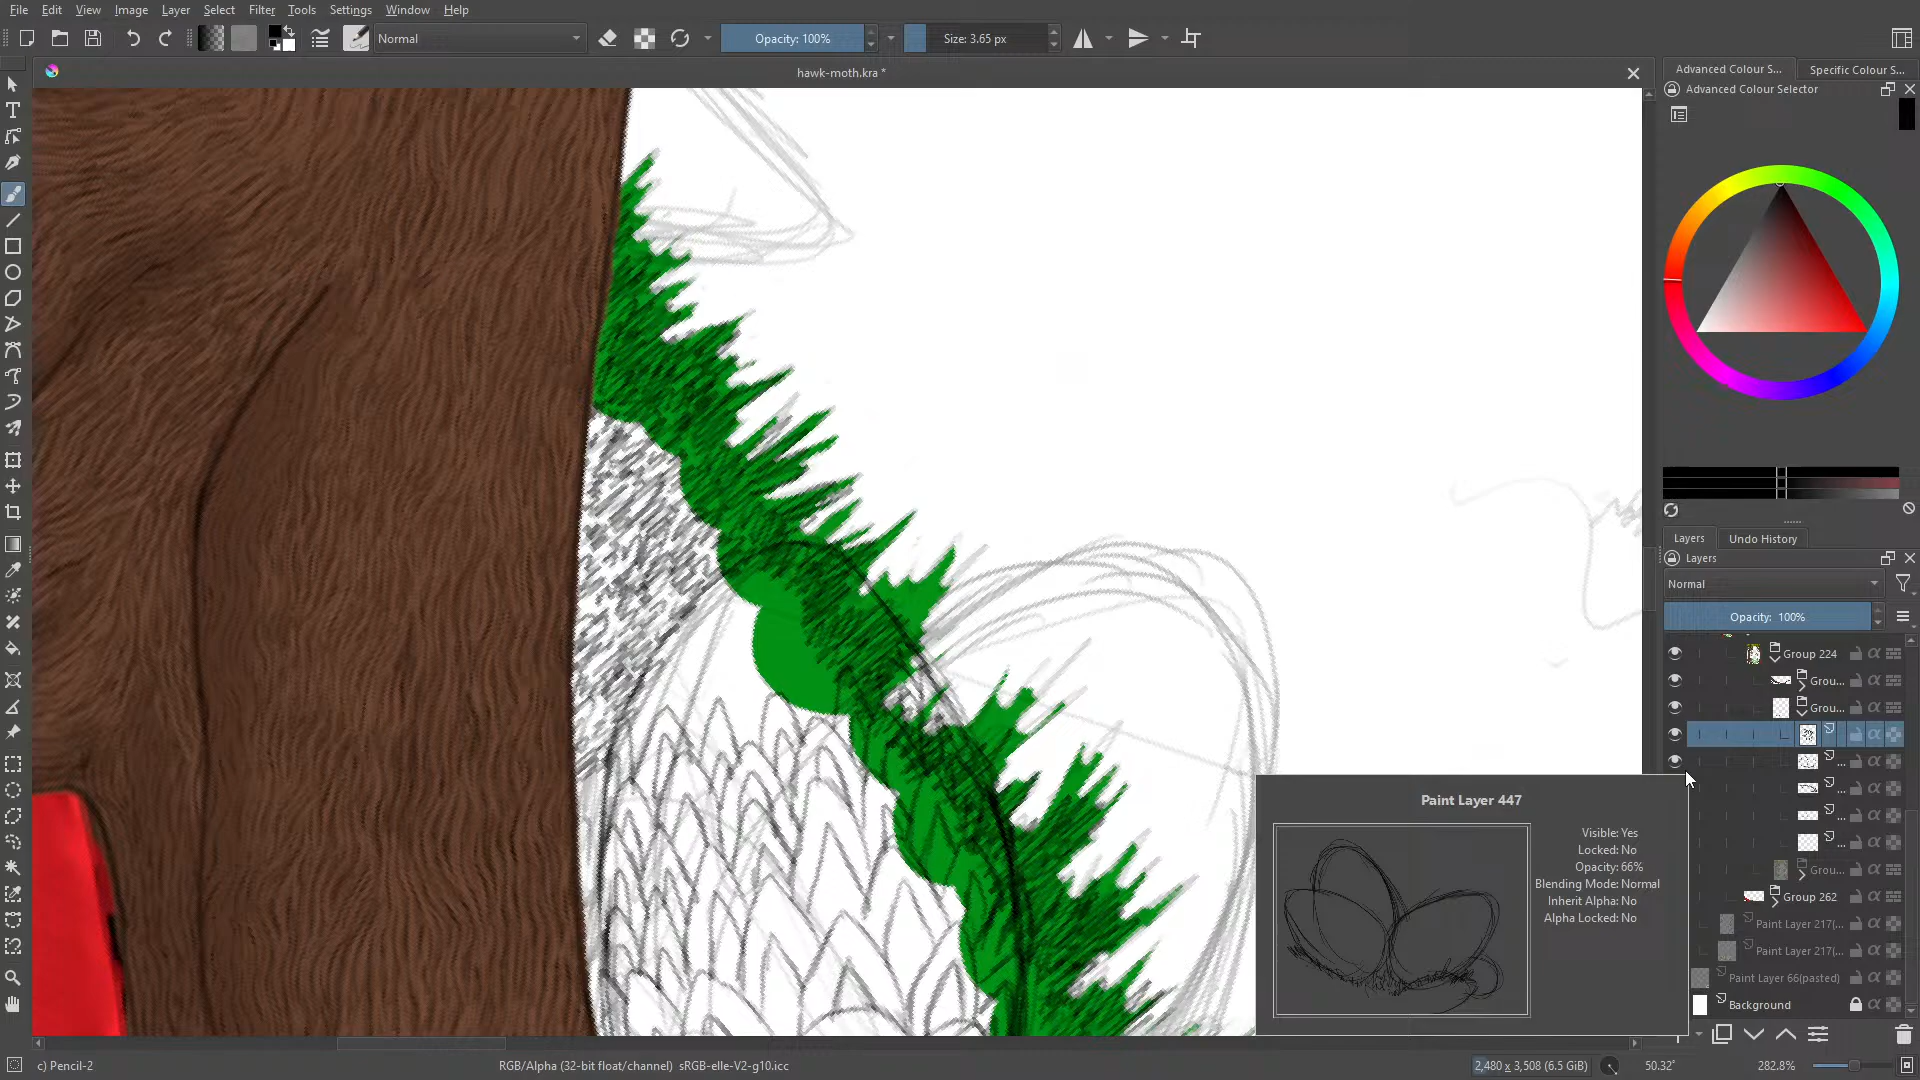 File Edit View Image Layer Select Filter Tools Settings Window Help
Normal
Opacity: 100%
Size: 3.65 px
hawk-moth.kra *
Advanced Colour S...
Specific Colour S...
Advanced Colour Selector
Layers
Undo History
Layers
Normal
Opacity: 100%
Group 224
Grou...
Grou...
...
...
...
...
Grou...
Group 262
Paint Layer 217(...
Paint Layer 217(...
Paint Layer 66(pasted)
Background
Paint Layer 447
Visible: Yes
Locked: No
Opacity: 66%
Blending Mode: Normal
Inherit Alpha: No
Alpha Locked: No
c) Pencil-2
RGB/Alpha (32-bit float/channel) sRGB-elle-V2-g10.icc
2,480 x 3,508 (6.5 GiB)
50.32°
282.8%